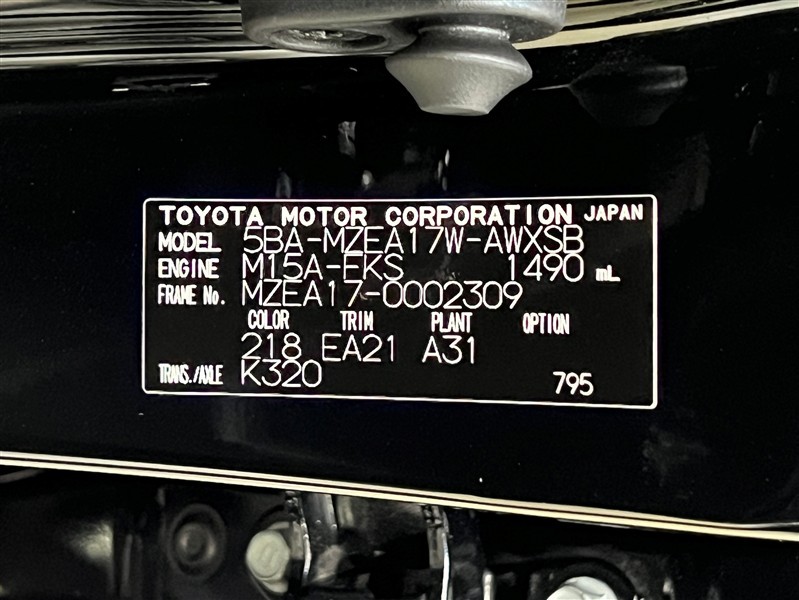 TOYOTA MOTOR CORPORATION JAPAN
MODEL 5BA-MZEA17W-AWXSB
ENGINE M15A-FKS 1490 mL
FRAME No. MZEA17-0002309
COLOR TRIM PLANT OPTION
218 EA21 A31
TRANS./AXLE K320 795